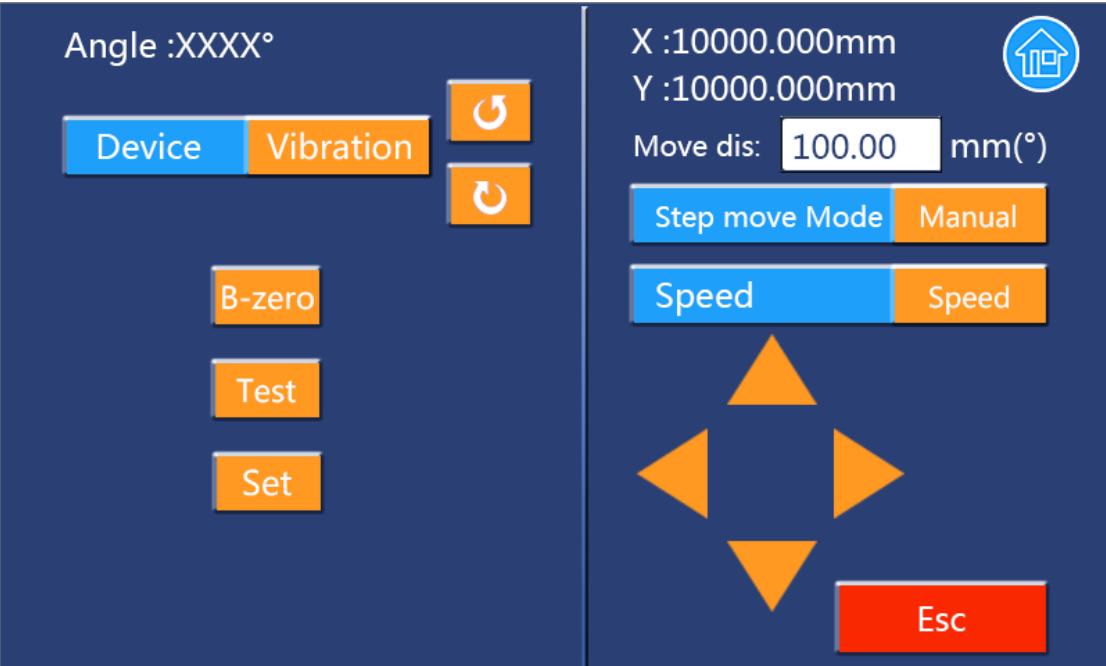 Angle :XXXX°
Device Vibration
B-zero
Test
Set
X :10000.000mm
Y :10000.000mm
Move dis: 100.00 mm(°)
Step move Mode Manual
Speed Speed
Esc